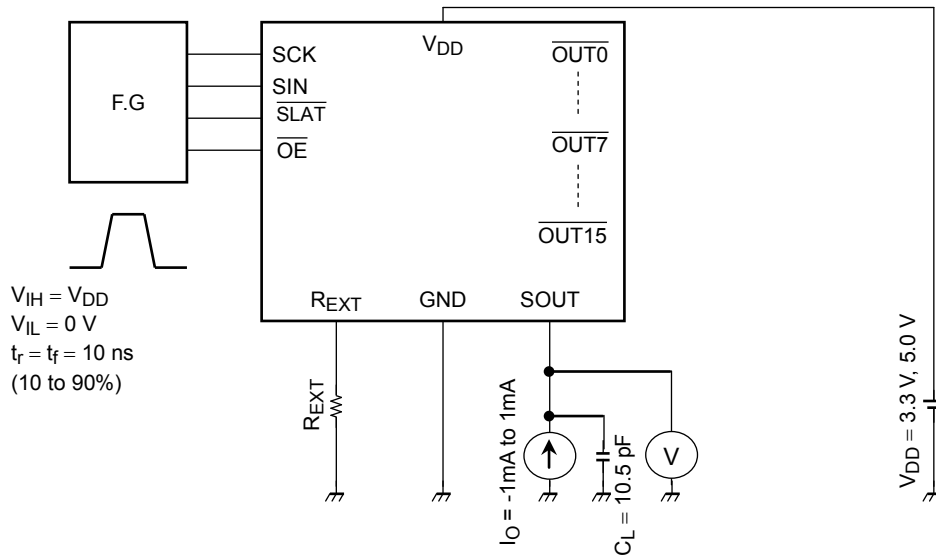 VDD
SCK
SIN
SLAT
OE
F.G
OUT0
OUT7
OUT15
REXT
GND
SOUT
VIH = VDD
VIL = 0 V
tr = tf = 10 ns
(10 to 90%)
REXT
IO = -1mA to 1mA
CL = 10.5 pF
V
VDD = 3.3 V, 5.0 V